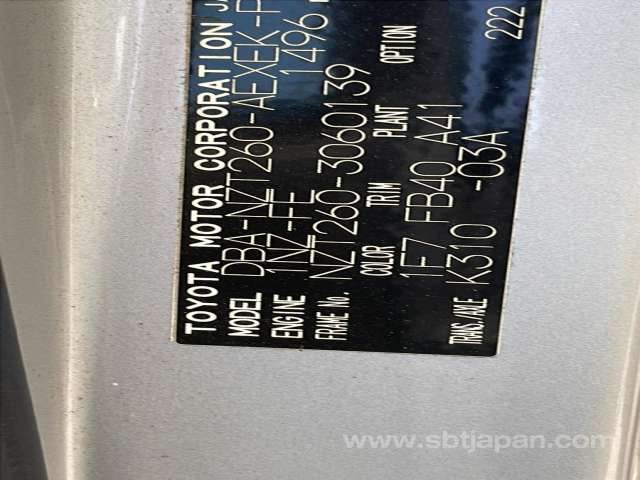 TOYOTA MOTOR CORPORATION JA
MODEL DBA-NZT260-AEXEK-P
ENGINE 1NZ-FE 1496
FRAME No. NZT260-3060139
COLOR TRIM PLANT OPTION
1F7 FB40 A41
TRANS./AXLE K310 -03A 222
www.sbtjapan.com